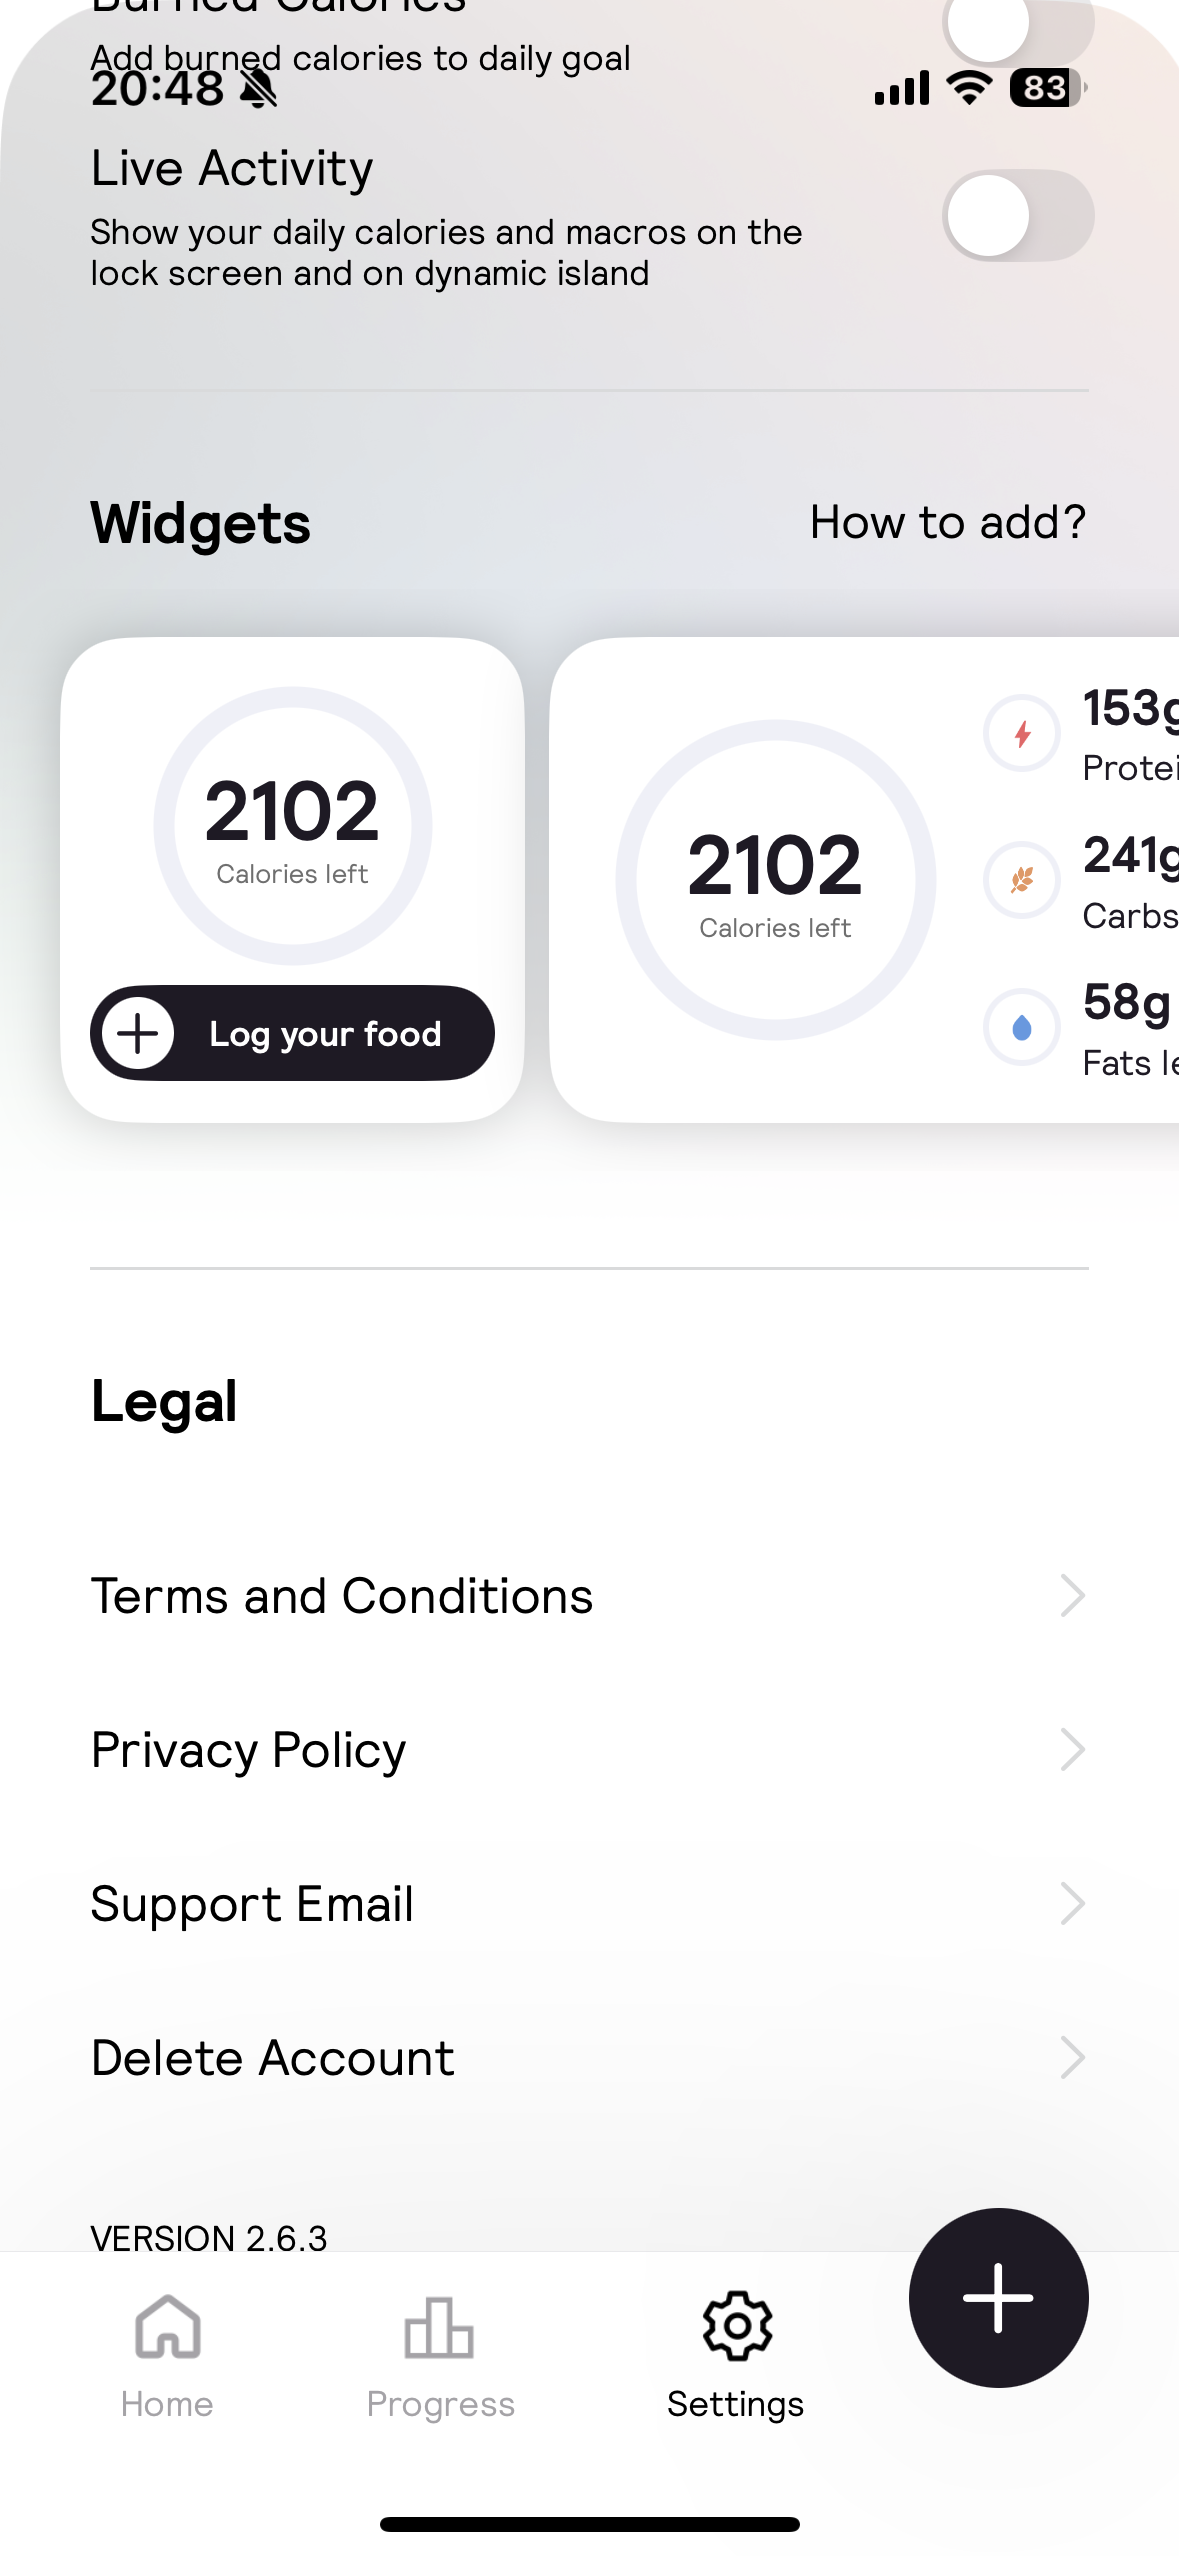 Burned Calories
Add burned calories to daily goal
20:48
83
Live Activity
Show your daily calories and macros on the
lock screen and on dynamic island
Widgets
How to add?
2102
Calories left
Log your food
2102
Calories left
153g
Protei
241g
Carbs
58g
Fats le
Legal
Terms and Conditions
Privacy Policy
Support Email
Delete Account
VERSION 2.6.3
Home
Progress
Settings